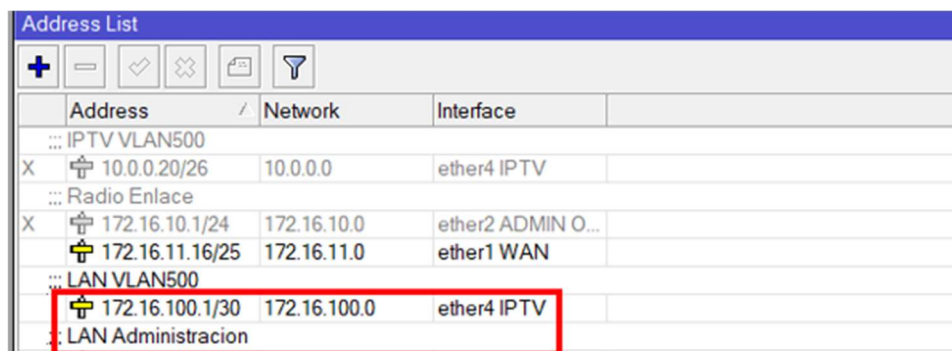 Address List
Address Network Interface
::: IPTV VLAN500
X 10.0.0.20/26 10.0.0.0 ether4 IPTV
::: Radio Enlace
X 172.16.10.1/24 172.16.10.0 ether2 ADMIN O...
172.16.11.16/25 172.16.11.0 ether1 WAN
::: LAN VLAN500
172.16.100.1/30 172.16.100.0 ether4 IPTV
::: LAN Administracion